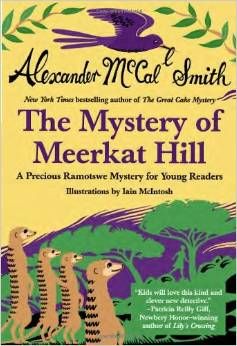 Alexander McCall Smith
New York Times bestselling author of The Great Cake Mystery
The Mystery of
Meerkat Hill
A Precious Ramotswe Mystery for Young Readers
Illustrations by Iain McIntosh
"Kids will love this kind and
clever new detective."
–Patricia Reilly Giff,
Newbery Honor–winning
author of Lily's Crossing